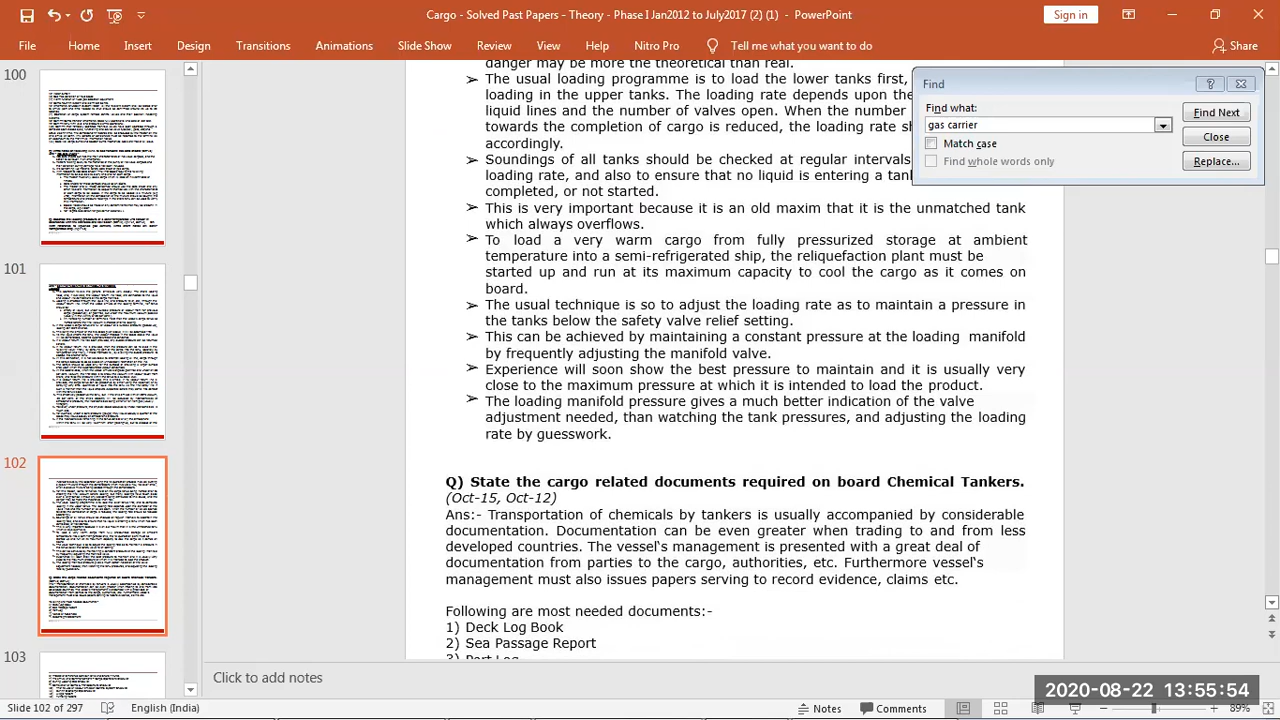 Cargo - Solved Past Papers - Theory - Phase I Jan2012 to July2017 (2) (1) - PowerPoint
Sign in
File Home Insert Design Transitions Animations Slide Show Review View Help Nitro Pro Tell me what you want to do Share
100
101
102
103
danger may be more the theoretical than real.
➢ The usual loading programme is to load the lower tanks first,
loading in the upper tanks. The loading rate depends upon the
liquid lines and the number of valves open. When the number
towards the completion of cargo is reduced, the loading rate sh
accordingly.
➢ Soundings of all tanks should be checked at regular intervals
loading rate, and also to ensure that no liquid is entering a tank
completed, or not started.
➢ This is very important because it is an old adage that it is the unwatched tank
which always overflows.
➢ To load a very warm cargo from fully pressurized storage at ambient
temperature into a semi-refrigerated ship, the reliquefaction plant must be
started up and run at its maximum capacity to cool the cargo as it comes on
board.
➢ The usual technique is so to adjust the loading rate as to maintain a pressure in
the tanks below the safety valve relief setting.
➢ This can be achieved by maintaining a constant pressure at the loading manifold
by frequently adjusting the manifold valve.
➢ Experience will soon show the best pressure to maintain and it is usually very
close to the maximum pressure at which it is intended to load the product.
➢ The loading manifold pressure gives a much better indication of the valve
adjustment needed, than watching the tank pressures, and adjusting the loading
rate by guesswork.
Q) State the cargo related documents required on board Chemical Tankers.
(Oct-15, Oct-12)
Ans:- Transportation of chemicals by tankers is usually accompanied by considerable
documentation. Documentation can be even greater when trading to and from less
developed countries. The vessel's management is presented with a great deal of
documentation from parties to the cargo, authorities, etc. Furthermore vessel's
management must also issues papers serving to lend evidence, claims etc.
Following are most needed documents:-
1) Deck Log Book
2) Sea Passage Report
3) Port Log
Find
? 
Find what:
gas carrier
Find Next
Match case
Close
Find whole words only
Replace...
Click to add notes
2020-08-22 13:55:54
Slide 102 of 297 English (India) Notes Comments 89%